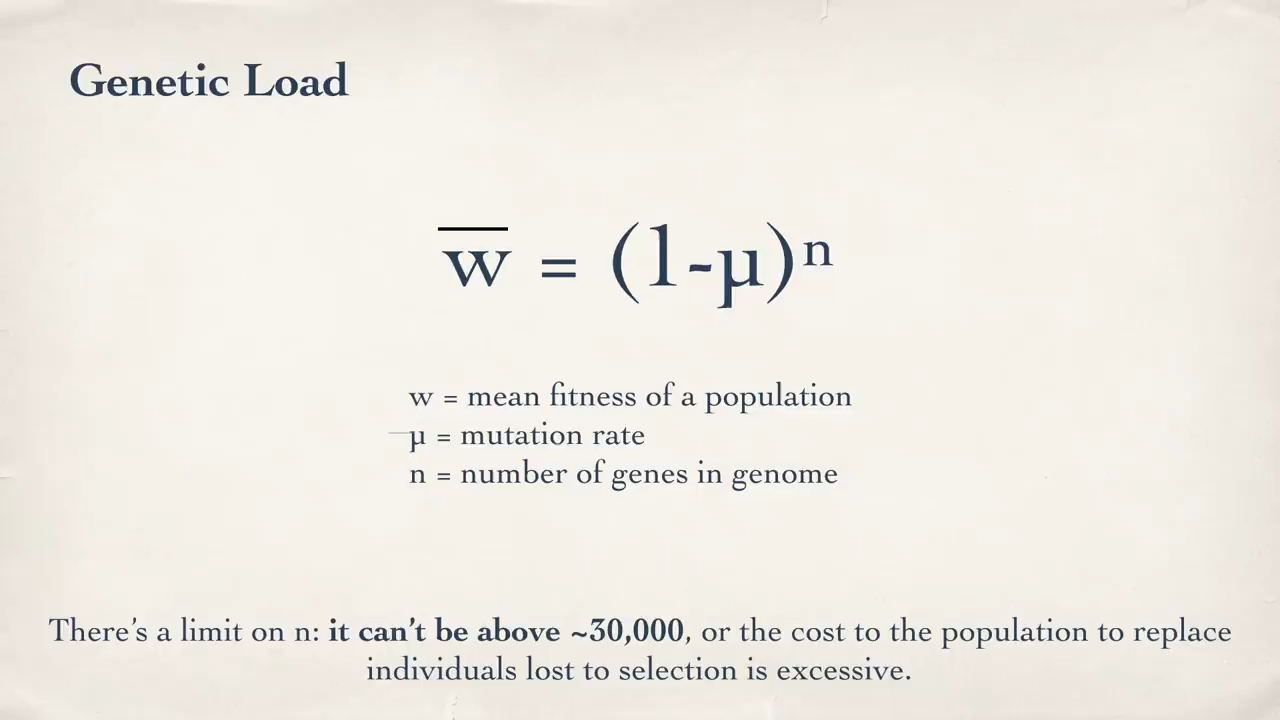 Genetic Load
w̅ = (1-µ)ⁿ
w = mean fitness of a population
µ = mutation rate
n = number of genes in genome
There’s a limit on n: it can’t be above ~30,000, or the cost to the population to replace
individuals lost to selection is excessive.